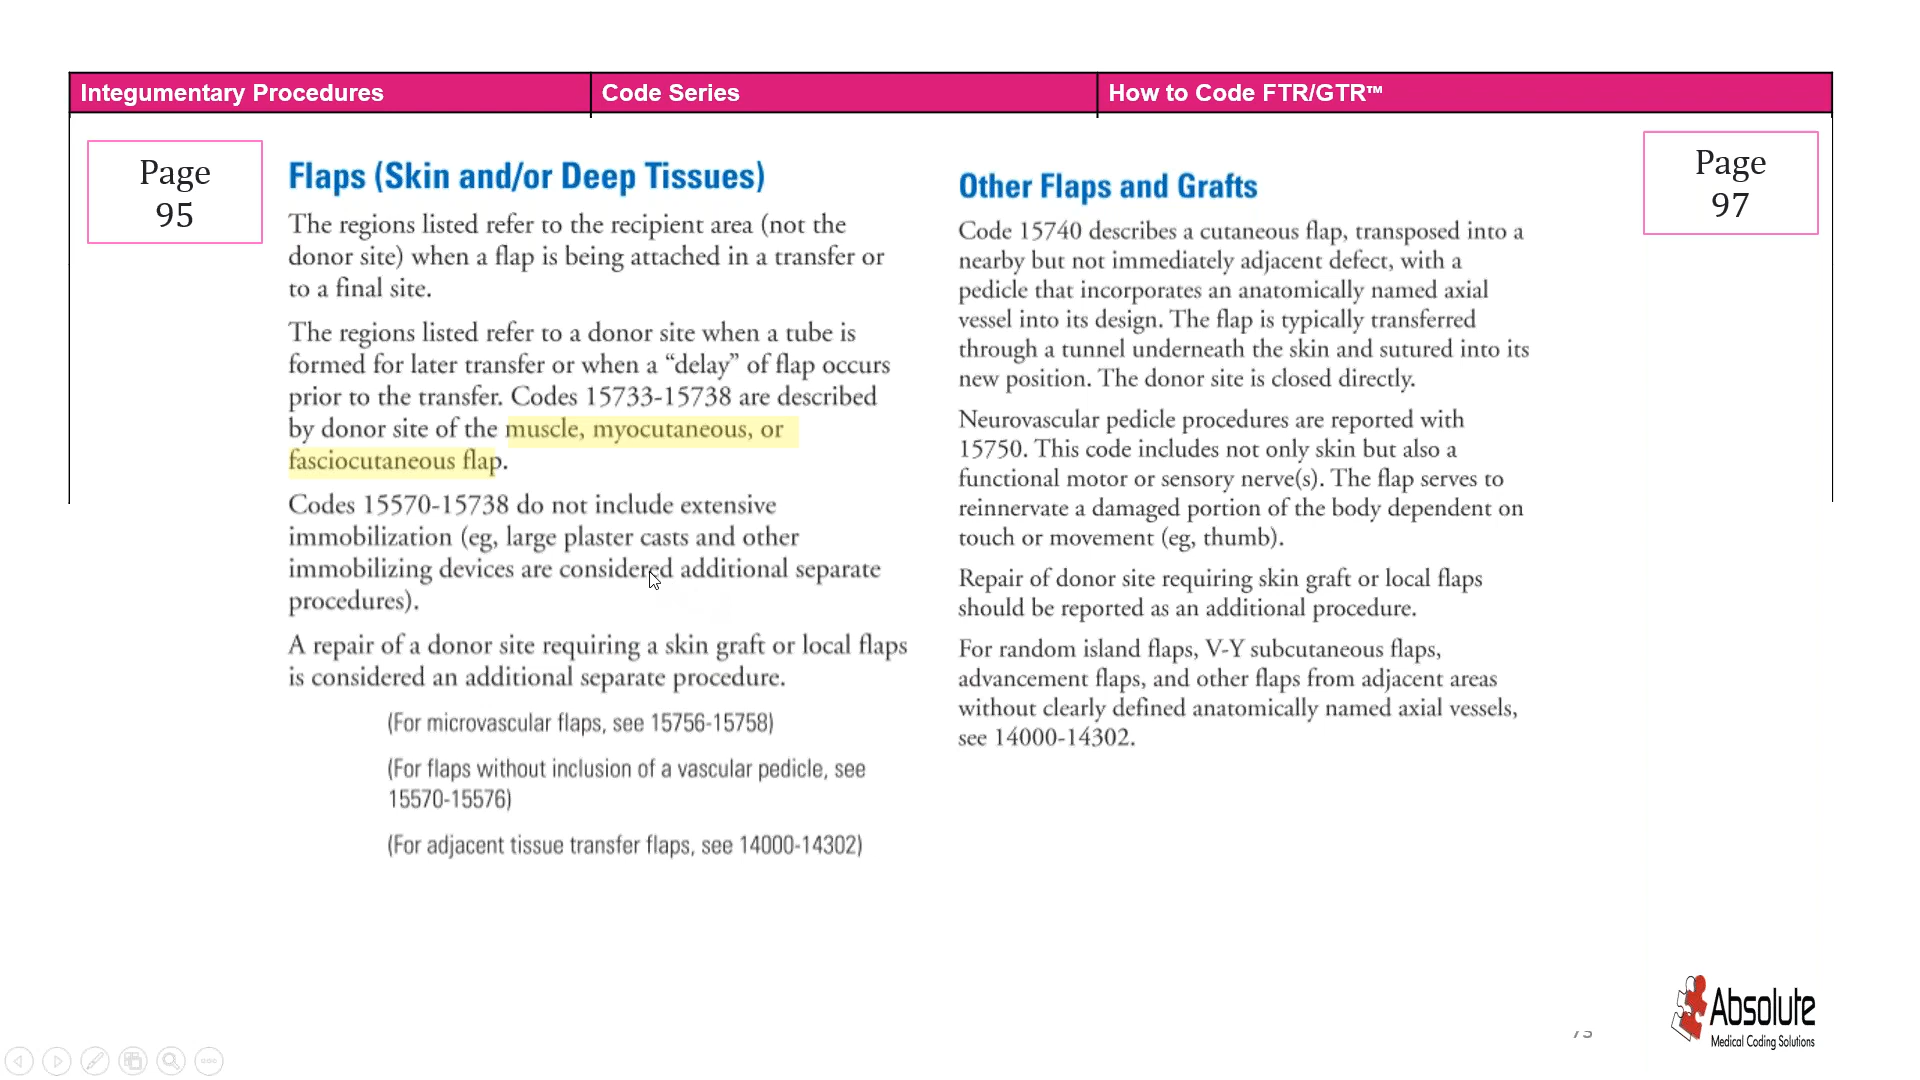 Integumentary Procedures
Code Series
How to Code FTR/GTR™
Page
95
Flaps (Skin and/or Deep Tissues)
The regions listed refer to the recipient area (not the
donor site) when a flap is being attached in a transfer or
to a final site.
The regions listed refer to a donor site when a tube is
formed for later transfer or when a “delay” of flap occurs
prior to the transfer. Codes 15733-15738 are described
by donor site of the muscle, myocutaneous, or
fasciocutaneous flap.
Codes 15570-15738 do not include extensive
immobilization (eg, large plaster casts and other
immobilizing devices are considered additional separate
procedures).
A repair of a donor site requiring a skin graft or local flaps
is considered an additional separate procedure.
(For microvascular flaps, see 15756-15758)
(For flaps without inclusion of a vascular pedicle, see
15570-15576)
(For adjacent tissue transfer flaps, see 14000-14302)
Page
97
Other Flaps and Grafts
Code 15740 describes a cutaneous flap, transposed into a
nearby but not immediately adjacent defect, with a
pedicle that incorporates an anatomically named axial
vessel into its design. The flap is typically transferred
through a tunnel underneath the skin and sutured into its
new position. The donor site is closed directly.
Neurovascular pedicle procedures are reported with
15750. This code includes not only skin but also a
functional motor or sensory nerve(s). The flap serves to
reinnervate a damaged portion of the body dependent on
touch or movement (eg, thumb).
Repair of donor site requiring skin graft or local flaps
should be reported as an additional procedure.
For random island flaps, V-Y subcutaneous flaps,
advancement flaps, and other flaps from adjacent areas
without clearly defined anatomically named axial vessels,
see 14000-14302.
Absolute
Medical Coding Solutions